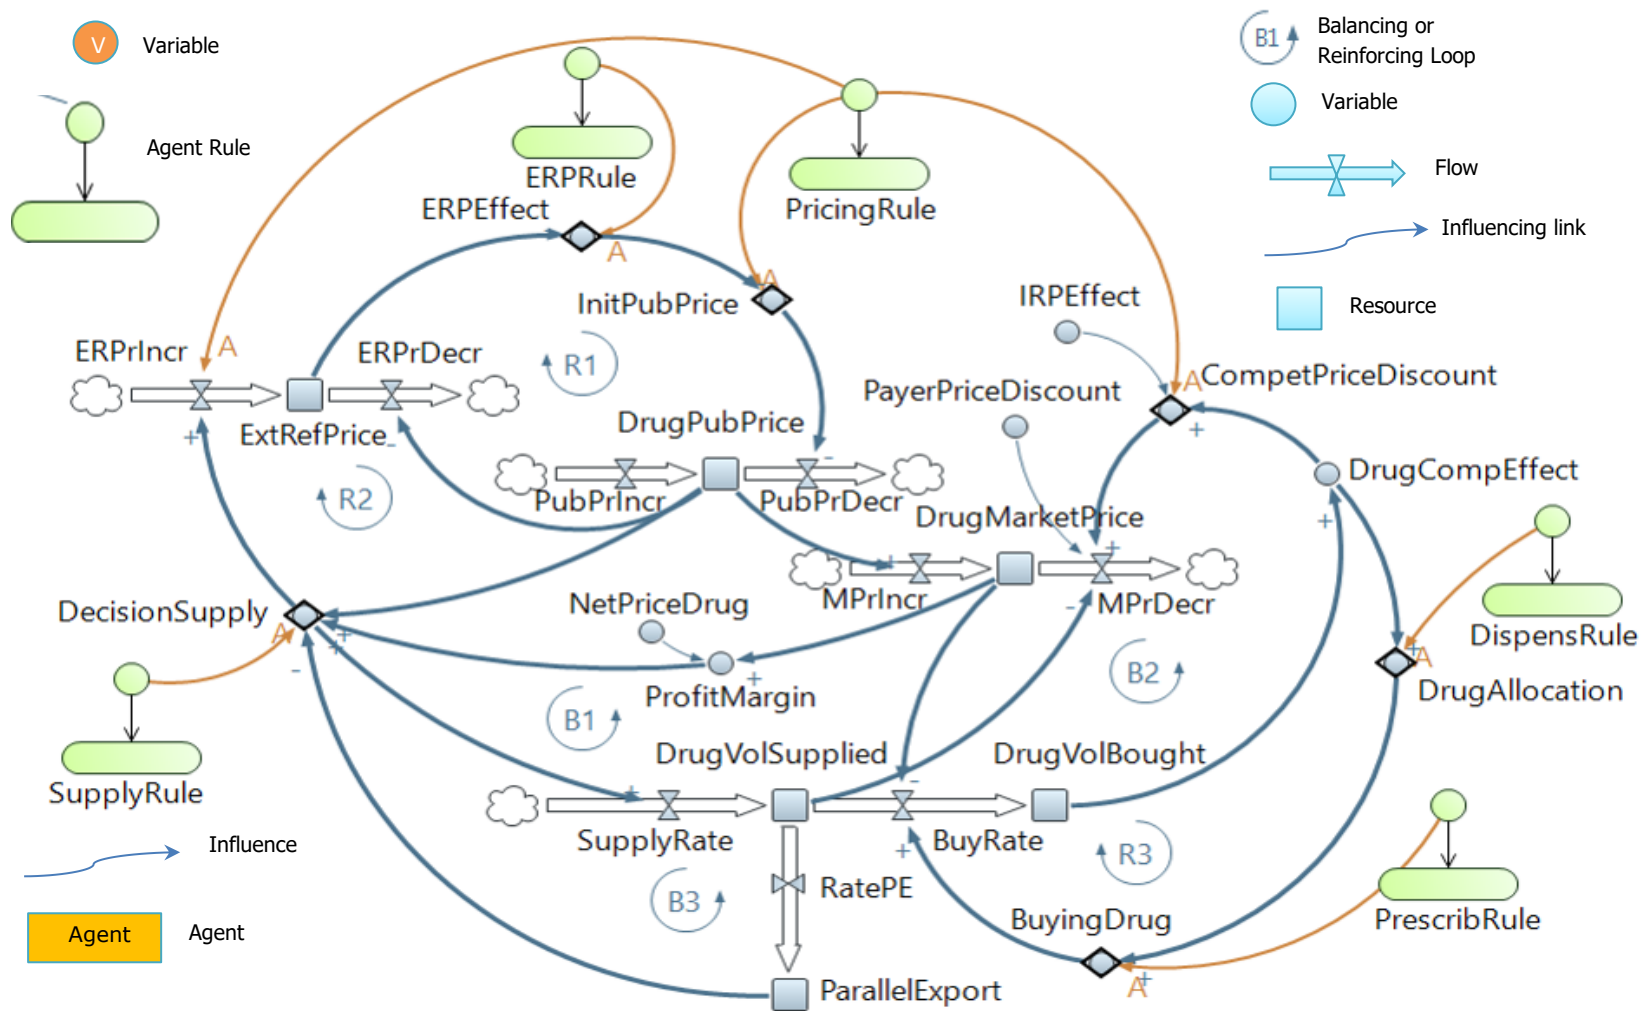 V
Variable
Agent Rule
ERPRule
PricingRule
B1
Balancing or
Reinforcing Loop
Variable
Flow
Influencing link
Resource
ERPEffect
A
A
InitPubPrice
IRPEffect
ERPrIncr
A
ERPrDecr
R1
PayerPriceDiscount
A
CompetPriceDiscount
+
+
ExtRefPrice
-
DrugPubPrice
-
DrugCompEffect
R2
PubPrIncr
PubPrDecr
DrugMarketPrice
+
+
+
MPrIncr
-
MPrDecr
DispensRule
DecisionSupply
A
+
+
-
NetPriceDrug
+
ProfitMargin
B2
+
A
DrugAllocation
B1
SupplyRule
DrugVolSupplied
-
DrugVolBought
+
SupplyRate
+
BuyRate
R3
Influence
B3
RatePE
PrescribRule
BuyingDrug
Agent
Agent
A
+
ParallelExport